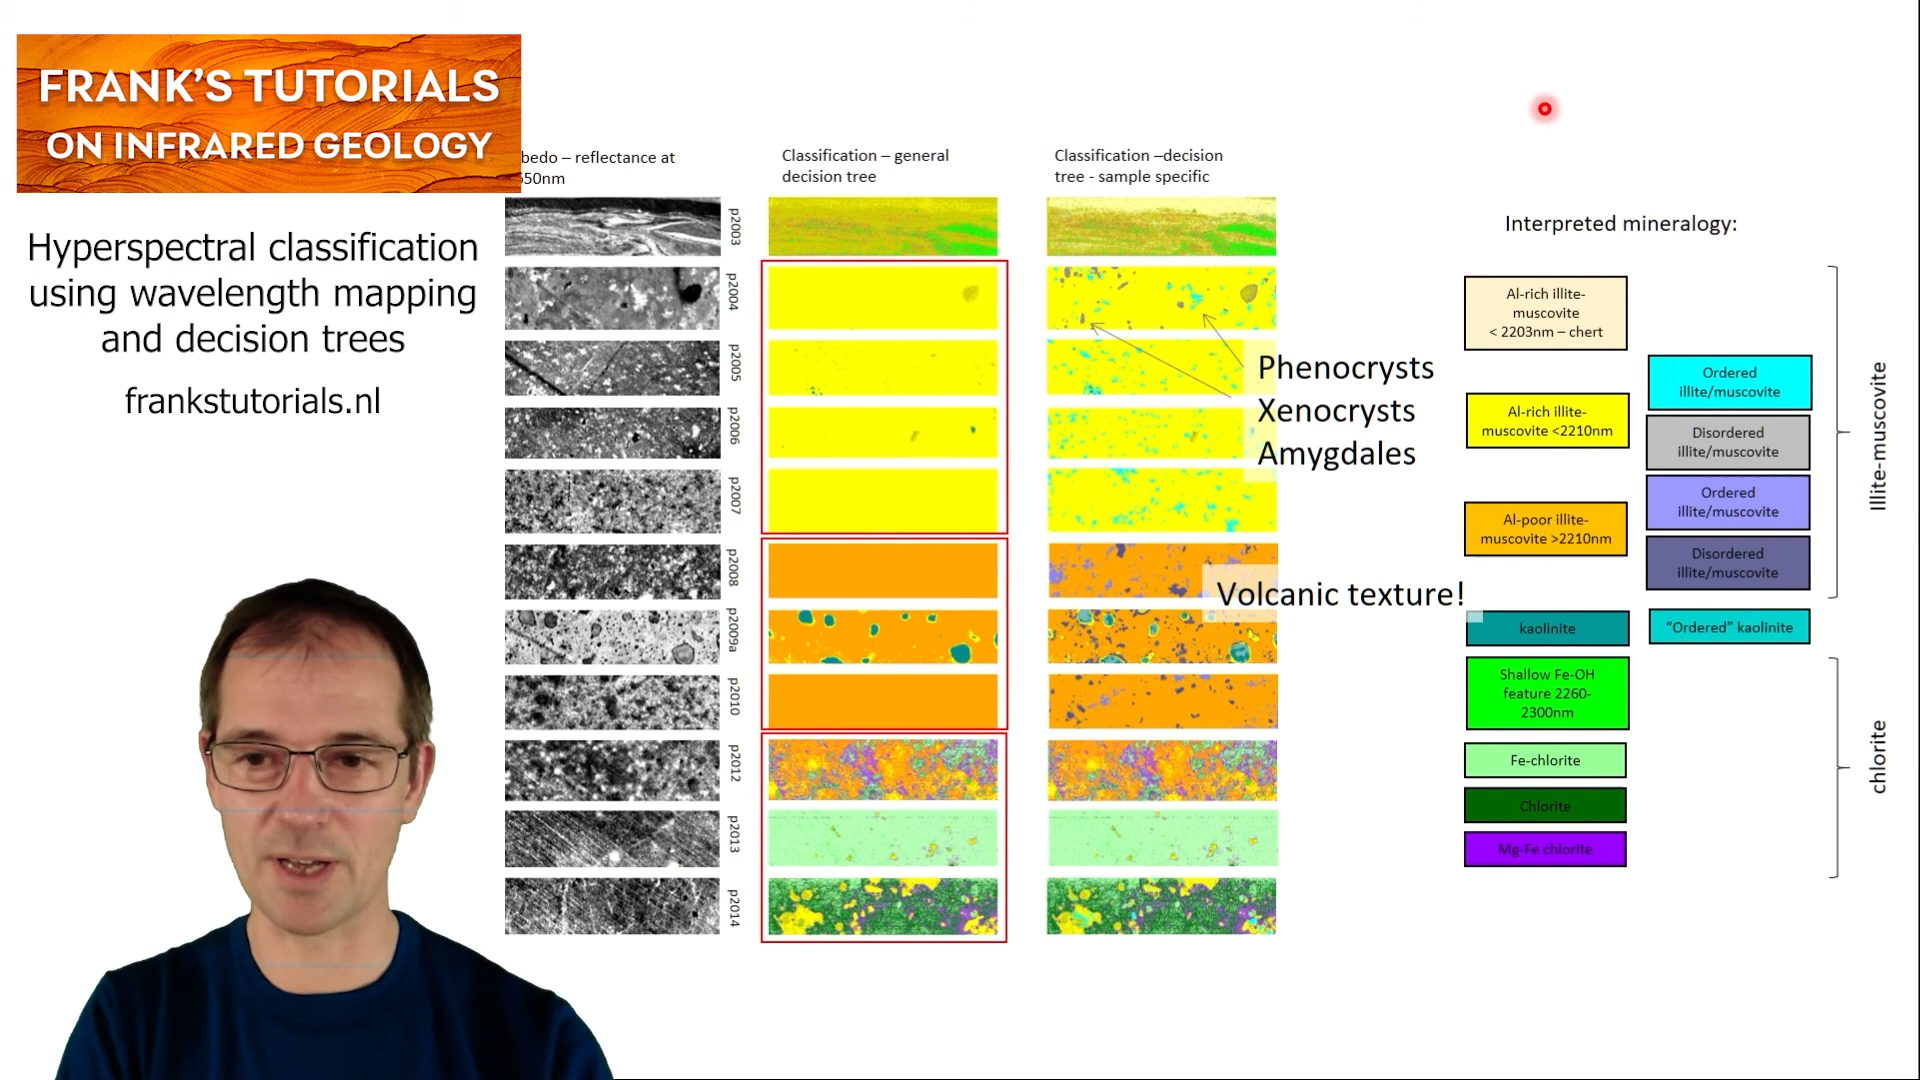 FRANK'S TUTORIALS
ON INFRARED GEOLOGY
Hyperspectral classification
using wavelength mapping
and decision trees
frankstutorials.nl
bedo – reflectance at
650nm
Classification – general
decision tree
Classification –decision
tree - sample specific
p2003
p2004
p2005
p2006
p2007
p2008
p2009a
p2010
p2012
p2013
p2014
Phenocrysts
Xenocrysts
Amygdales
Volcanic texture!
Interpreted mineralogy:
Al-rich illite-
muscovite
< 2203nm – chert
Al-rich illite-
muscovite <2210nm
Al-poor illite-
muscovite >2210nm
kaolinite
Shallow Fe-OH
feature 2260-
2300nm
Fe-chlorite
Chlorite
Mg-Fe chlorite
Ordered
illite/muscovite
Disordered
illite/muscovite
Ordered
illite/muscovite
Disordered
illite/muscovite
“Ordered” kaolinite
illite-muscovite
chlorite